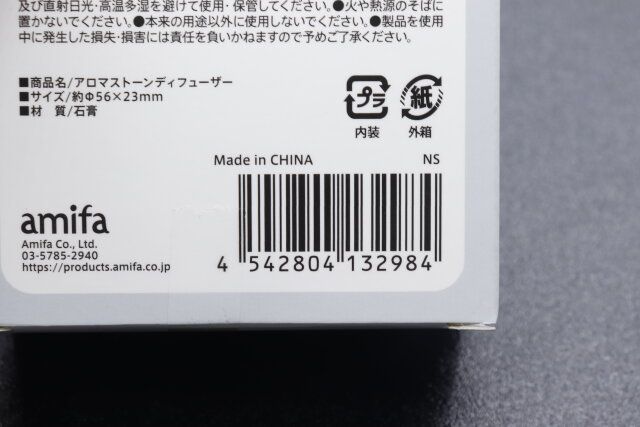 及び直射日光・高温多湿を避けて使用・保管してください。●火や熱源のそばに
置かないでください。●本来の用途以外に使用しないでください。●製品を使用
中に発生した損失・損害には責任を負いかねますので予めご了承ください。
■商品名/アロマストーンディフューザー
■サイズ/約Φ56×23mm
■材　質/石膏
プラ 紙
内装 外箱
Made in CHINA NS
amifa
Amifa Co., Ltd.
03-5785-2940
https://products.amifa.co.jp
4 542804 132984